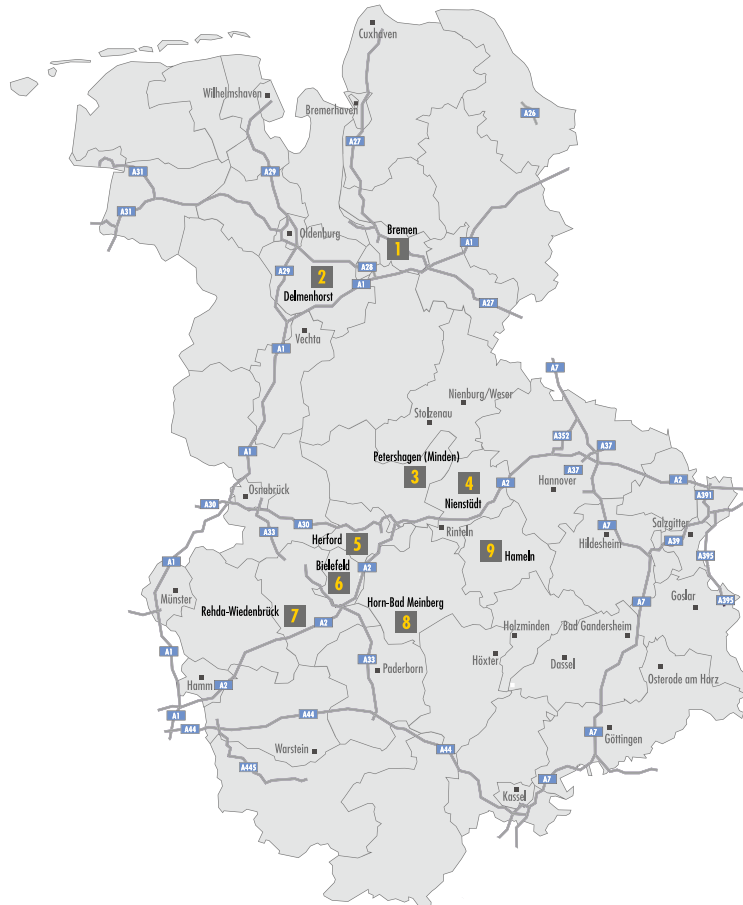 Cuxhaven
Wilhelmshaven
Bremerhaven
A26
A27
A31
A29
A31
Bremen
Oldenburg
1
A1
A29
2
A28
Delmenhorst
A1
A27
Vechta
A1
A7
Nienburg/Wesor
Stolzenau
A352
A37
A1
Petershagen (Minden)
A37
3
4
A2
A2
Hannover
A391
Osnabrück
Nienstädt
A30
A30
A33
Rinteln
A7
Salzgitter
Herford
5
9
Hameln
Hildesheim
A39
A395
A1
Bielefeld
A2
6
Münster
Rehda-Wiedenbrück
7
Horn-Bad Meinberg
8
A7
Goslar
A395
A2
Holzminden
Bad Gandersheim
A1
A33
Paderborn
Höxter
Dassel
Osterode am Harz
Hamm
A2
A1
A44
A44
A7
Göttingen
Warstein
A44
A445
A7
Kassel